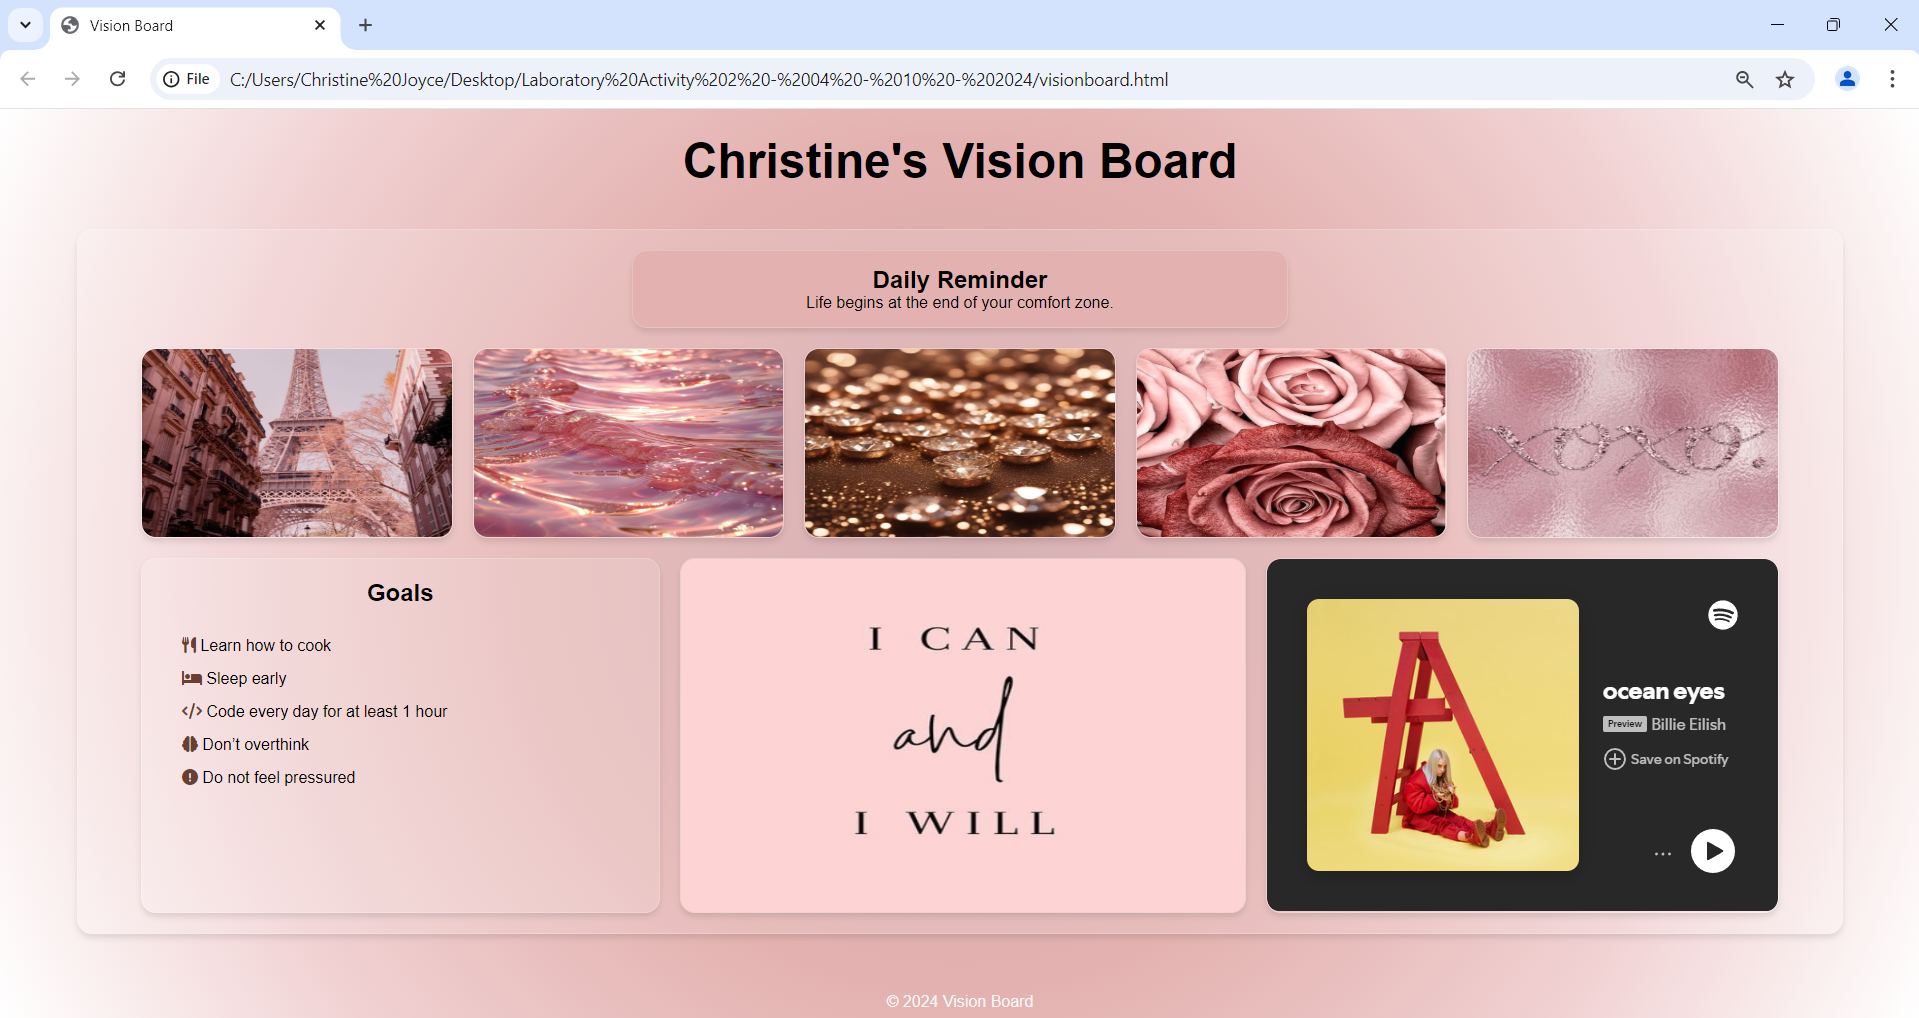 Vision Board
File
C:/Users/Christine%20Joyce/Desktop/Laboratory%20Activity%202%20-%2004%20-%2010%20-%202024/visionboard.html
Christine's Vision Board
Daily Reminder
Life begins at the end of your comfort zone.
xoxo.
Goals
Learn how to cook
Sleep early
</> Code every day for at least 1 hour
Don’t overthink
Do not feel pressured
I CAN
and
I WILL
ocean eyes
Preview Billie Eilish
Save on Spotify
© 2024 Vision Board